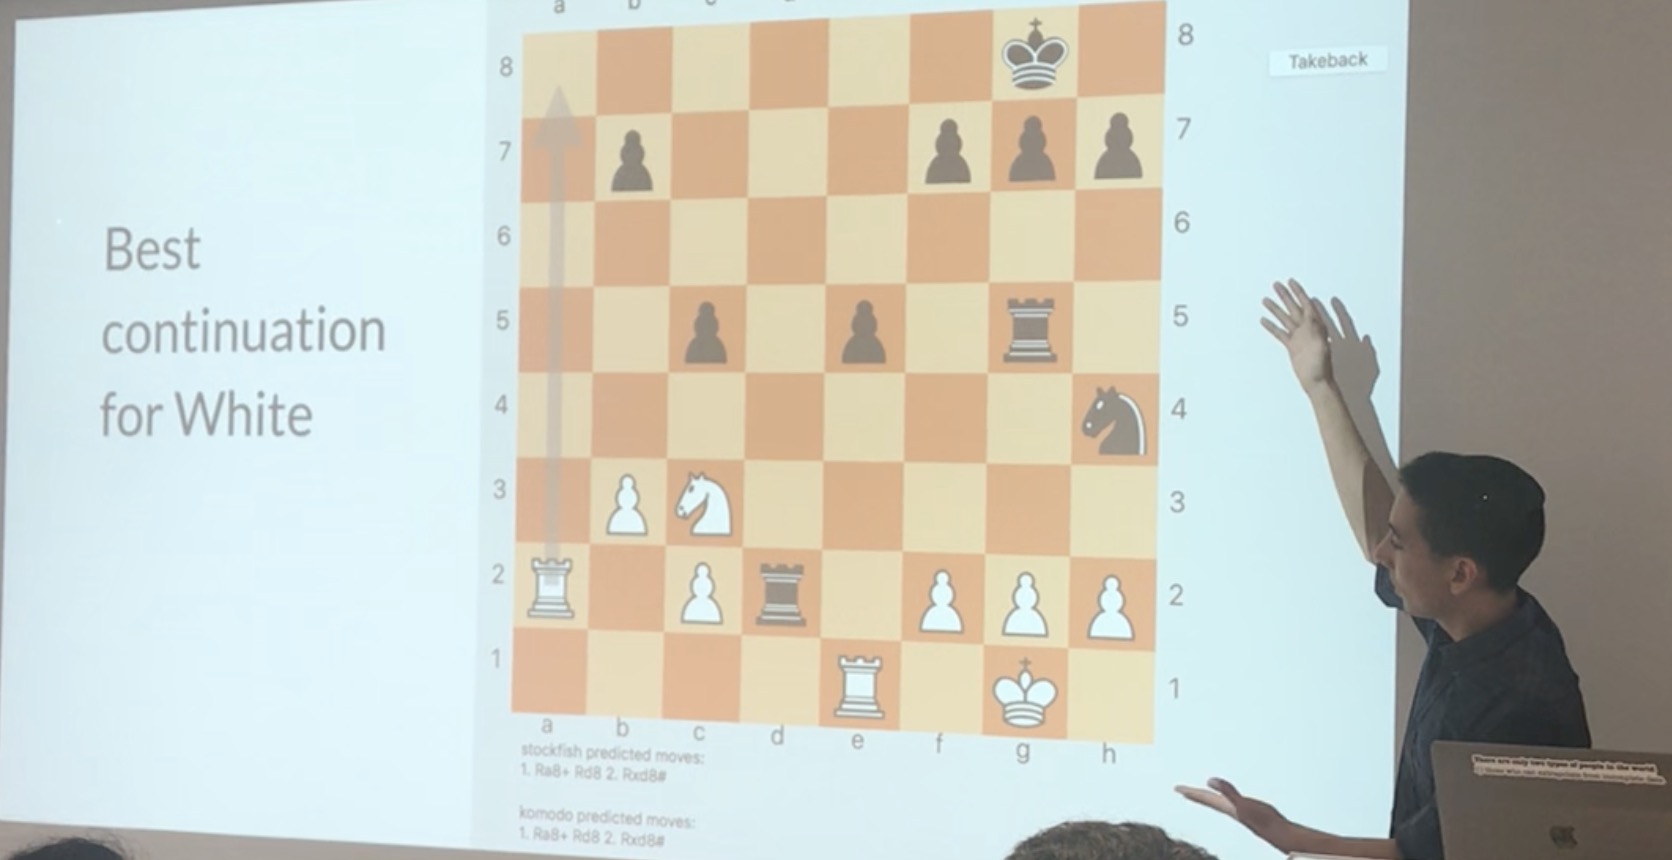 a b
8 8
Takeback
7 7
Best
6 6
continuation
5 5
for White
4 4
3 3
2 2
1 1
a b c d e f g h
stockfish predicted moves:
1. Ra8+ Rd8 2. Rxd8#
komodo predicted moves:
1. Ra8+ Rd8 2. Rxd8#
There are only two types of people in the world